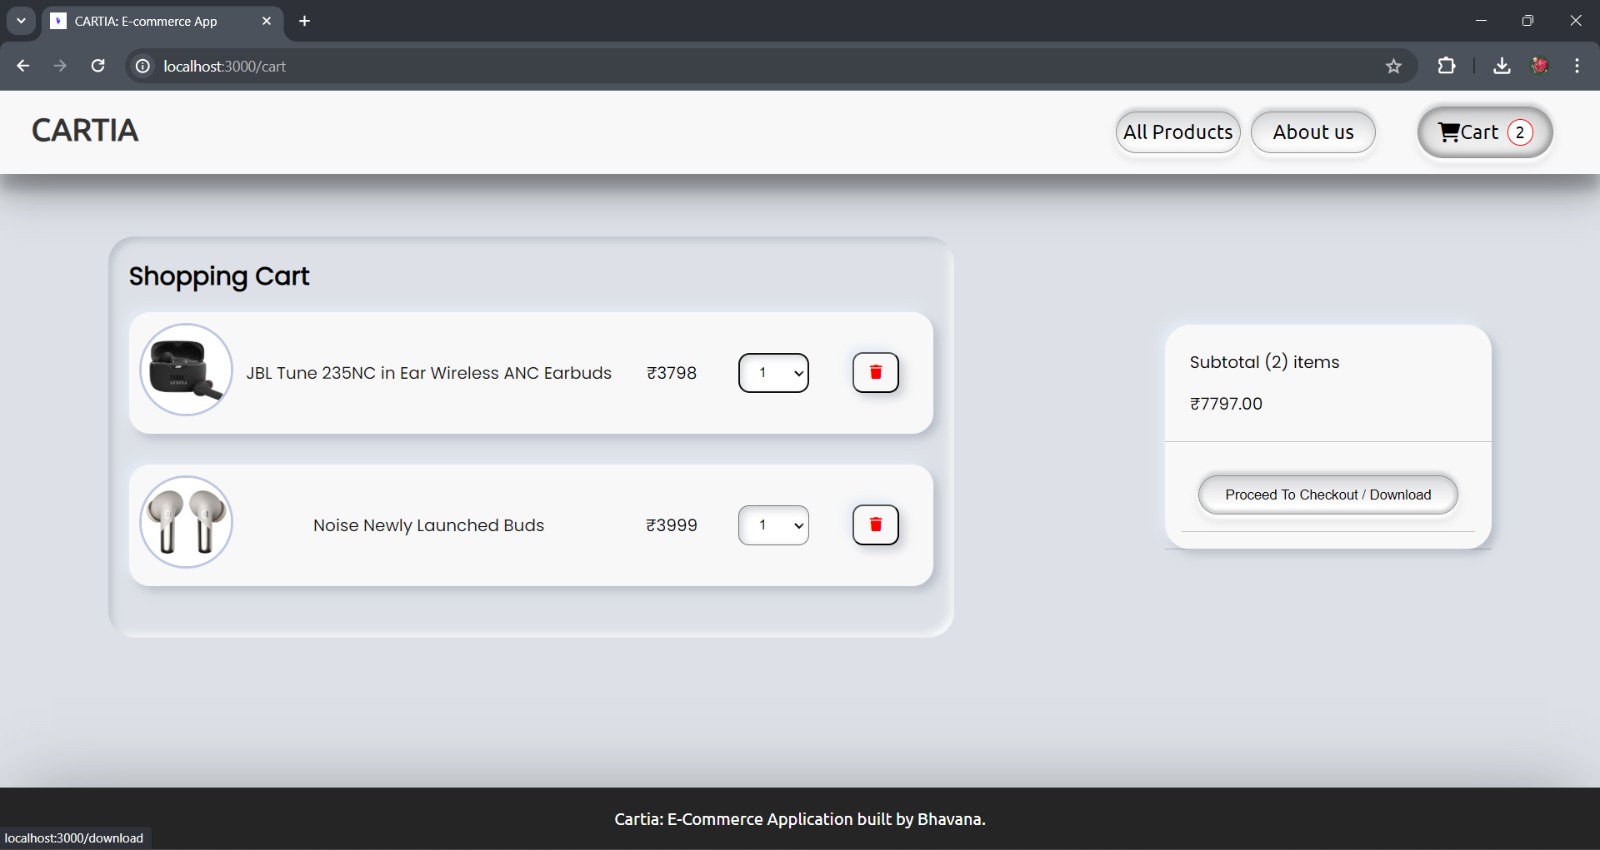 CARTIA: E-commerce App
localhost:3000/cart
CARTIA
All Products
About us
Cart 2
Shopping Cart
JBL Tune 235NC in Ear Wireless ANC Earbuds ₹3798 1
Noise Newly Launched Buds ₹3999 1
Subtotal (2) items
₹7797.00
Proceed To Checkout / Download
Cartia: E-Commerce Application built by Bhavana.
localhost:3000/download